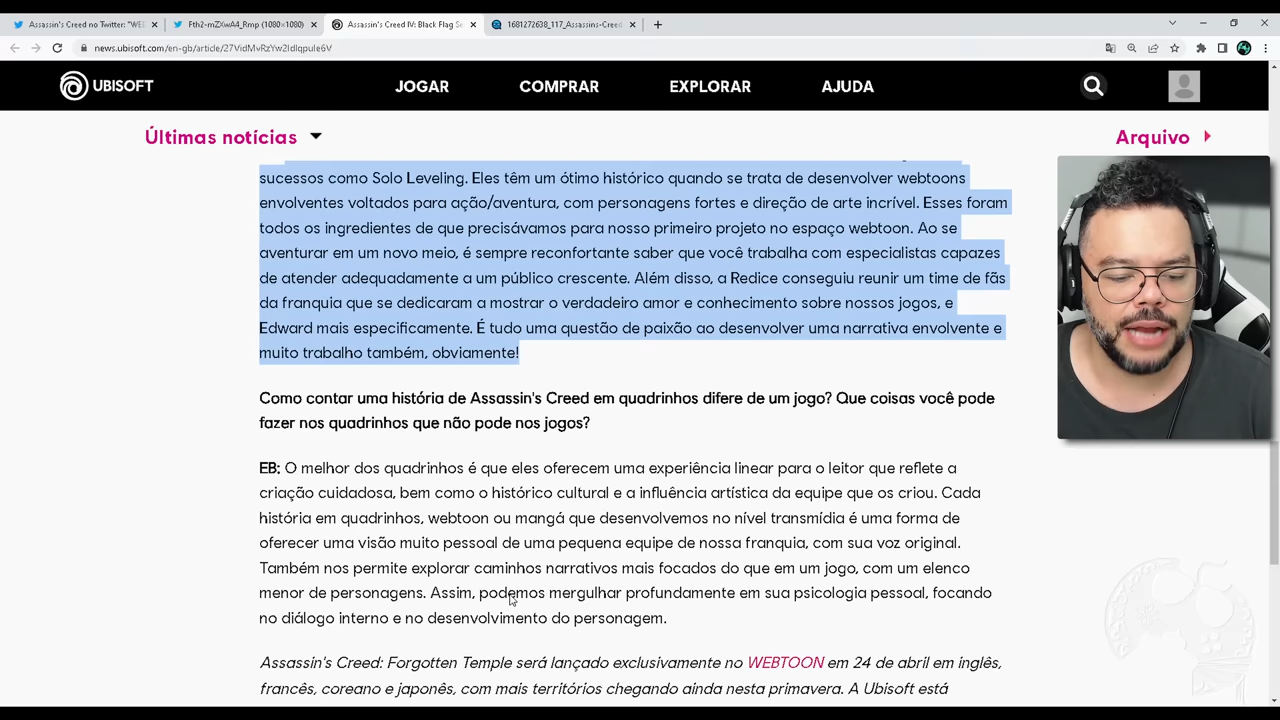 Assassin's Creed no Twitter: "WEB
Fth2-mZXwA4_Rmp (1080×1080)
Assassin's Creed IV: Black Flag Se
1681272638_117_Assassins-Creed
news.ubisoft.com/en-gb/article/27VidMvRzYw2IdIqpuIe6V
UBISOFT
JOGAR
COMPRAR
EXPLORAR
AJUDA
Últimas notícias
Arquivo
sucessos como Solo Leveling. Eles têm um ótimo histórico quando se trata de desenvolver webtoons
envolventes voltados para ação/aventura, com personagens fortes e direção de arte incrível. Esses foram
todos os ingredientes de que precisávamos para nosso primeiro projeto no espaço webtoon. Ao se
aventurar em um novo meio, é sempre reconfortante saber que você trabalha com especialistas capazes
de atender adequadamente a um público crescente. Além disso, a Redice conseguiu reunir um time de fãs
da franquia que se dedicaram a mostrar o verdadeiro amor e conhecimento sobre nossos jogos, e
Edward mais especificamente. É tudo uma questão de paixão ao desenvolver uma narrativa envolvente e
muito trabalho também, obviamente!
Como contar uma história de Assassin's Creed em quadrinhos difere de um jogo? Que coisas você pode
fazer nos quadrinhos que não pode nos jogos?
EB: O melhor dos quadrinhos é que eles oferecem uma experiência linear para o leitor que reflete a
criação cuidadosa, bem como o histórico cultural e a influência artística da equipe que os criou. Cada
história em quadrinhos, webtoon ou mangá que desenvolvemos no nível transmídia é uma forma de
oferecer uma visão muito pessoal de uma pequena equipe de nossa franquia, com sua voz original.
Também nos permite explorar caminhos narrativos mais focados do que em um jogo, com um elenco
menor de personagens. Assim, podemos mergulhar profundamente em sua psicologia pessoal, focando
no diálogo interno e no desenvolvimento do personagem.
Assassin's Creed: Forgotten Temple será lançado exclusivamente no WEBTOON em 24 de abril em inglês,
francês, coreano e japonês, com mais territórios chegando ainda nesta primavera. A Ubisoft está